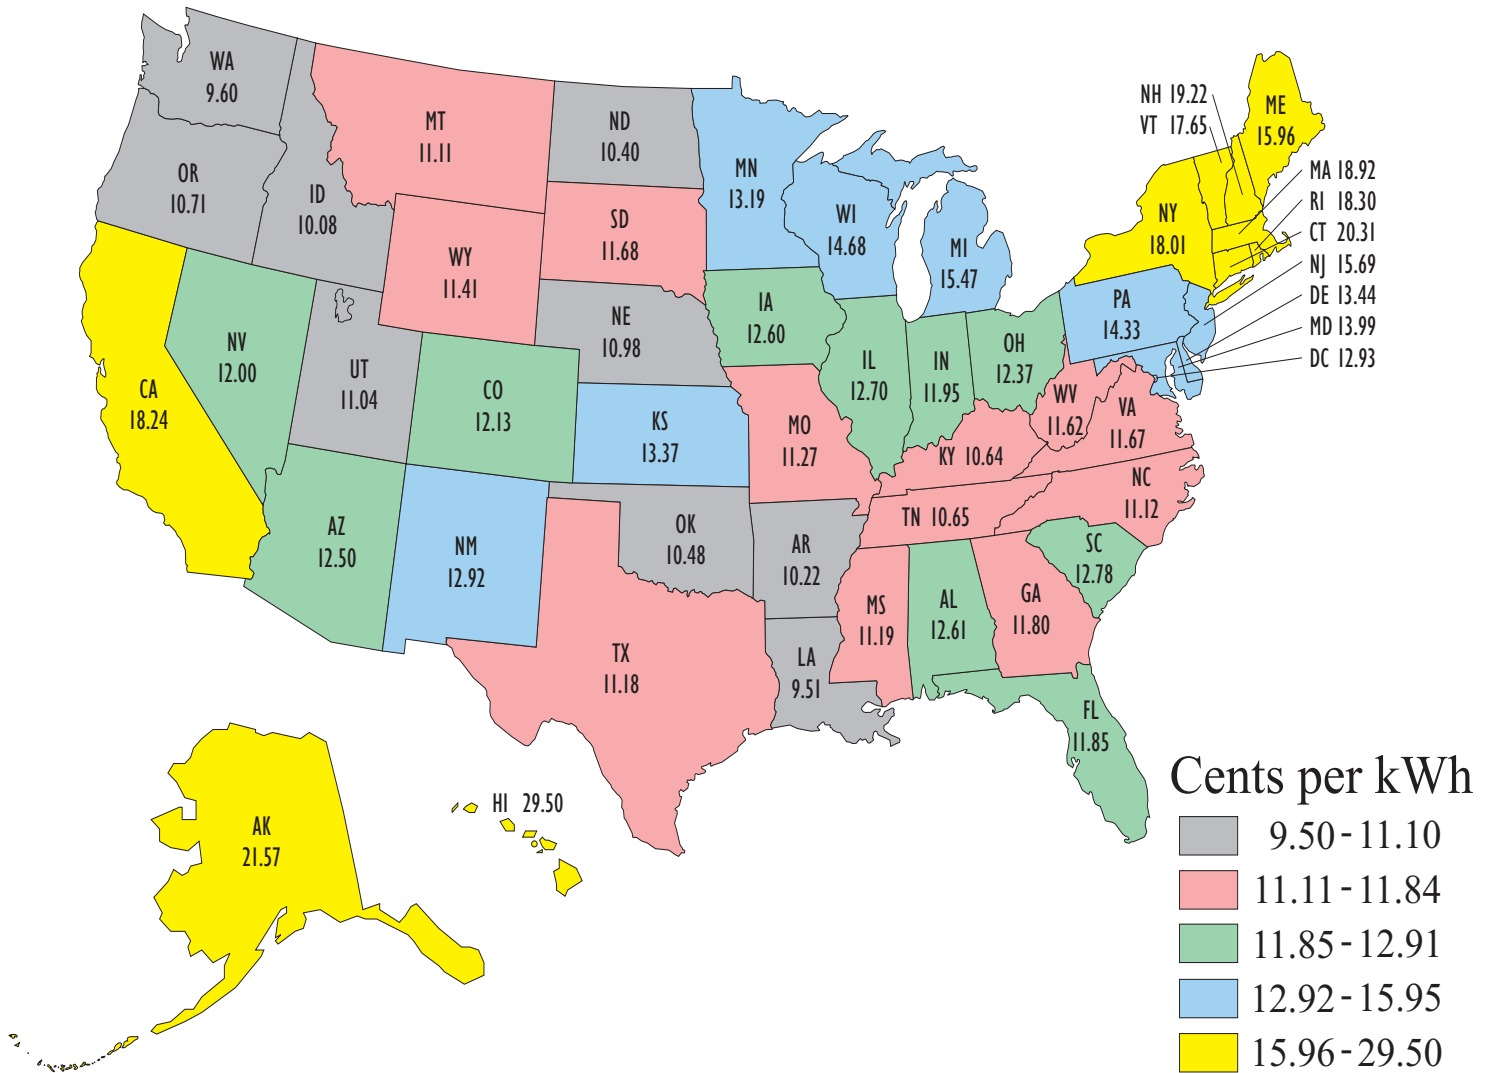 WA
9.60
MT
11.11
ND
10.40
MN
13.19
OR
10.71
ID
10.08
WY
11.41
SD
11.68
WI
14.68
MI
15.47
NH 19.22
VT 17.65
ME
15.96
NY
18.01
MA 18.92
RI 18.30
CT 20.31
NJ 15.69
DE 13.44
MD 13.99
DC 12.93
CA
18.24
NV
12.00
UT
11.04
CO
12.13
NE
10.98
IA
12.60
IL
12.70
IN
11.95
OH
12.37
PA
14.33
KS
13.37
MO
11.27
KY 10.64
WV
11.62
VA
11.67
AZ
12.50
NM
12.92
OK
10.48
AR
10.22
TN 10.65
NC
11.12
SC
12.78
TX
11.18
LA
9.51
MS
11.19
AL
12.61
GA
11.80
FL
11.85
AK
21.57
HI 29.50
Cents per kWh
9.50-11.10
11.11-11.84
11.85-12.91
12.92-15.95
15.96-29.50